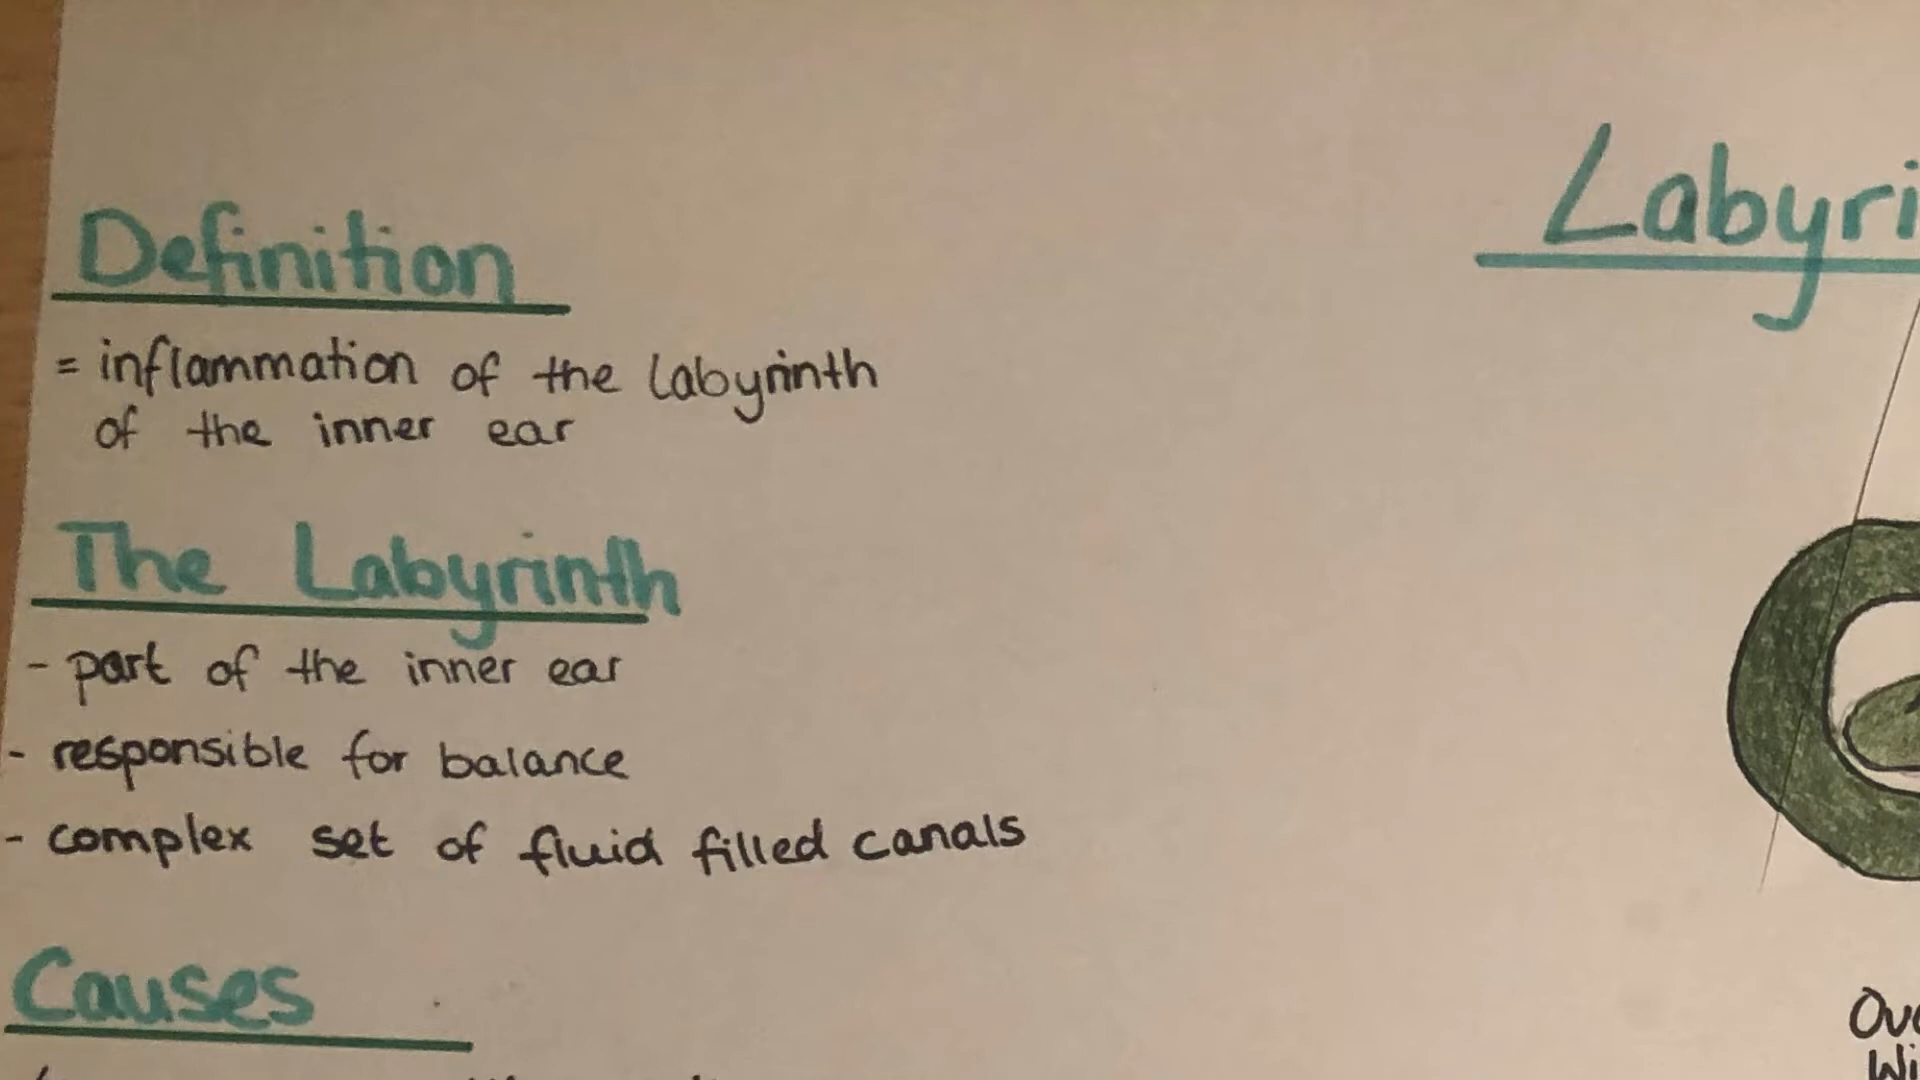 Labyri
Definition
= inflammation of the labyrinth
of the inner ear
The Labyrinth
- part of the inner ear
- responsible for balance
- complex set of fluid filled canals
Causes